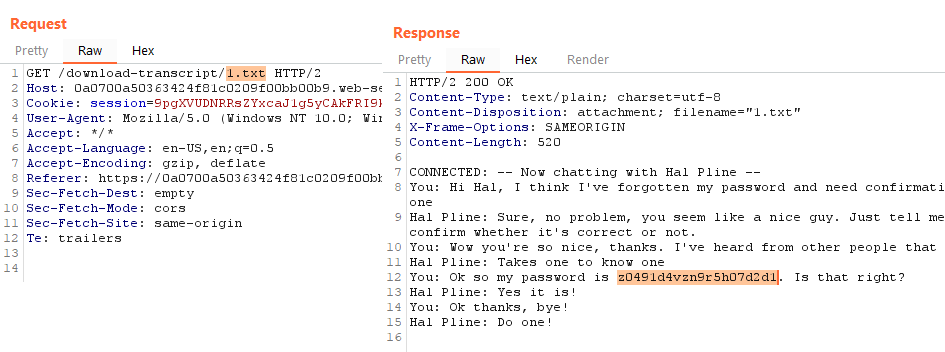 Request
Pretty Raw Hex
1 GET /download-transcript/1.txt HTTP/2
2 Host: 0a0700a50363424f81c0209f00bb00b9.web-se
3 Cookie: session=9pgXVUDNRRsZYxcaJ1g5yCAkFRI9
4 User-Agent: Mozilla/5.0 (Windows NT 10.0; Wi
5 Accept: */*
6 Accept-Language: en-US,en;q=0.5
7 Accept-Encoding: gzip, deflate
8 Referer: https://0a0700a50363424f81c0209f00bb
9 Sec-Fetch-Dest: empty
10 Sec-Fetch-Mode: cors
11 Sec-Fetch-Site: same-origin
12 Te: trailers
13
14
Response
Pretty Raw Hex Render
1 HTTP/2 200 OK
2 Content-Type: text/plain; charset=utf-8
3 Content-Disposition: attachment; filename="1.txt"
4 X-Frame-Options: SAMEORIGIN
5 Content-Length: 520
6
7 CONNECTED: -- Now chatting with Hal Pline --
8 You: Hi Hal, I think I've forgotten my password and need confirmati
one
9 Hal Pline: Sure, no problem, you seem like a nice guy. Just tell me
confirm whether it's correct or not.
10 You: Wow you're so nice, thanks. I've heard from other people that
11 Hal Pline: Takes one to know one
12 You: Ok so my password is z0491d4vzn9r5h07d2d1. Is that right?
13 Hal Pline: Yes it is!
14 You: Ok thanks, bye!
15 Hal Pline: Do one!
16